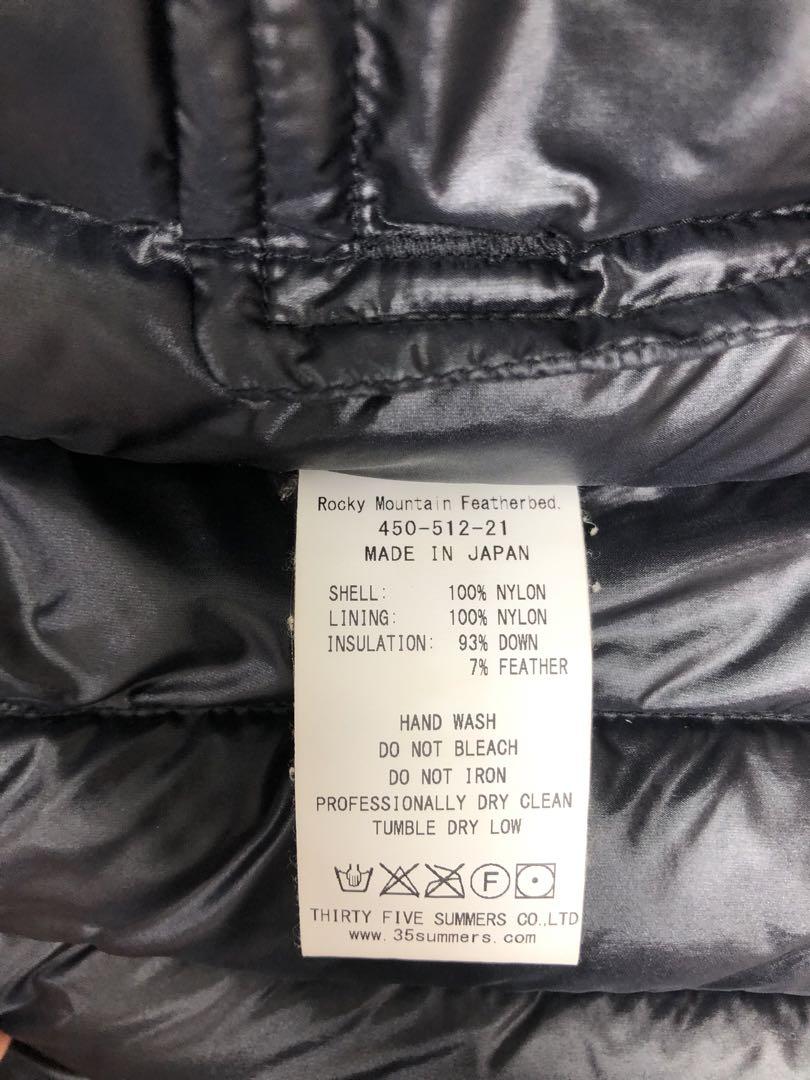 Rocky Mountain Featherbed.
450-512-21
MADE IN JAPAN
SHELL: 100% NYLON
LINING: 100% NYLON
INSULATION: 93% DOWN
7% FEATHER
HAND WASH
DO NOT BLEACH
DO NOT IRON
PROFESSIONALLY DRY CLEAN
TUMBLE DRY LOW
F
THIRTY FIVE SUMMERS CO.,LTD
www.35summers.com